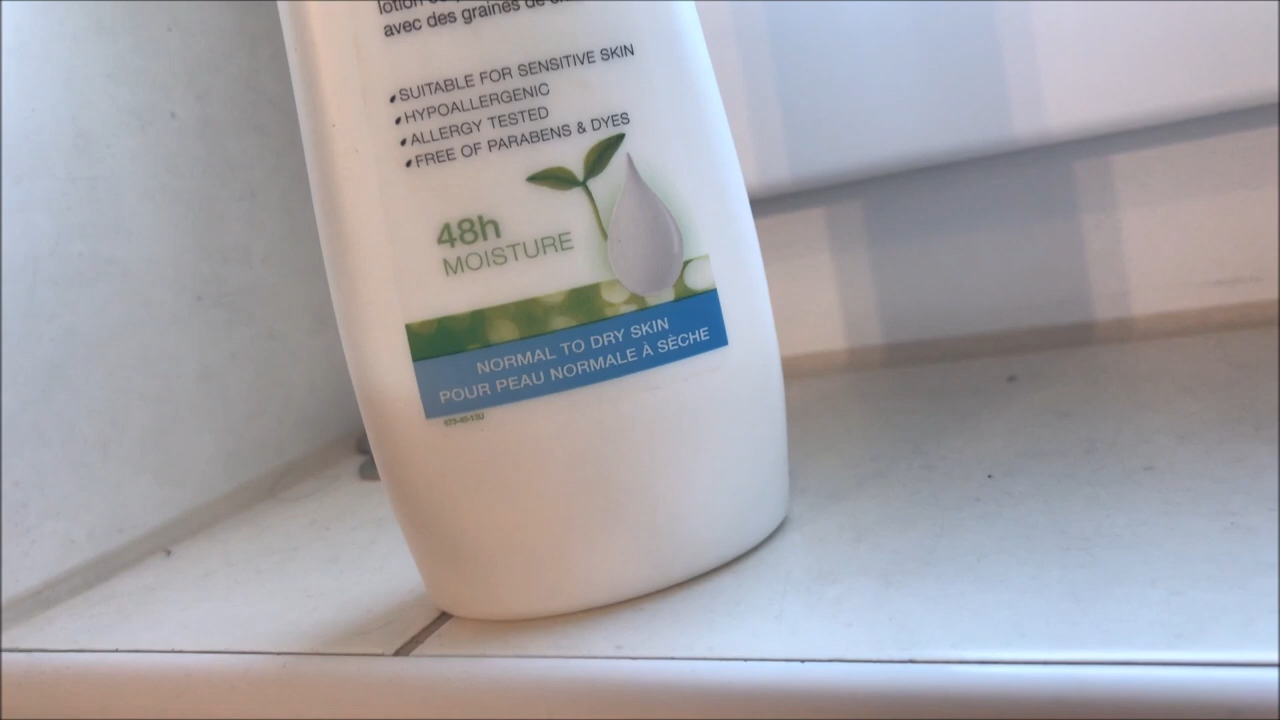 lotion
avec des graines de
•SUITABLE FOR SENSITIVE SKIN
•HYPOALLERGENIC
•ALLERGY TESTED
•FREE OF PARABENS & DYES
48h
MOISTURE
NORMAL TO DRY SKIN
POUR PEAU NORMALE À SÈCHE